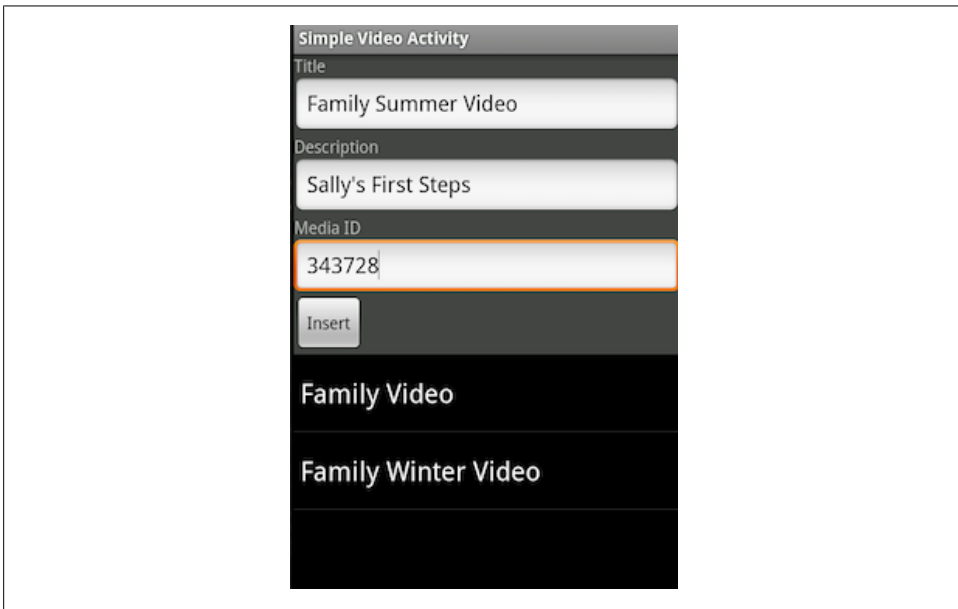 Simple Video Activity
Title
Family Summer Video
Description
Sally's First Steps
Media ID
343728
Insert
Family Video
Family Winter Video